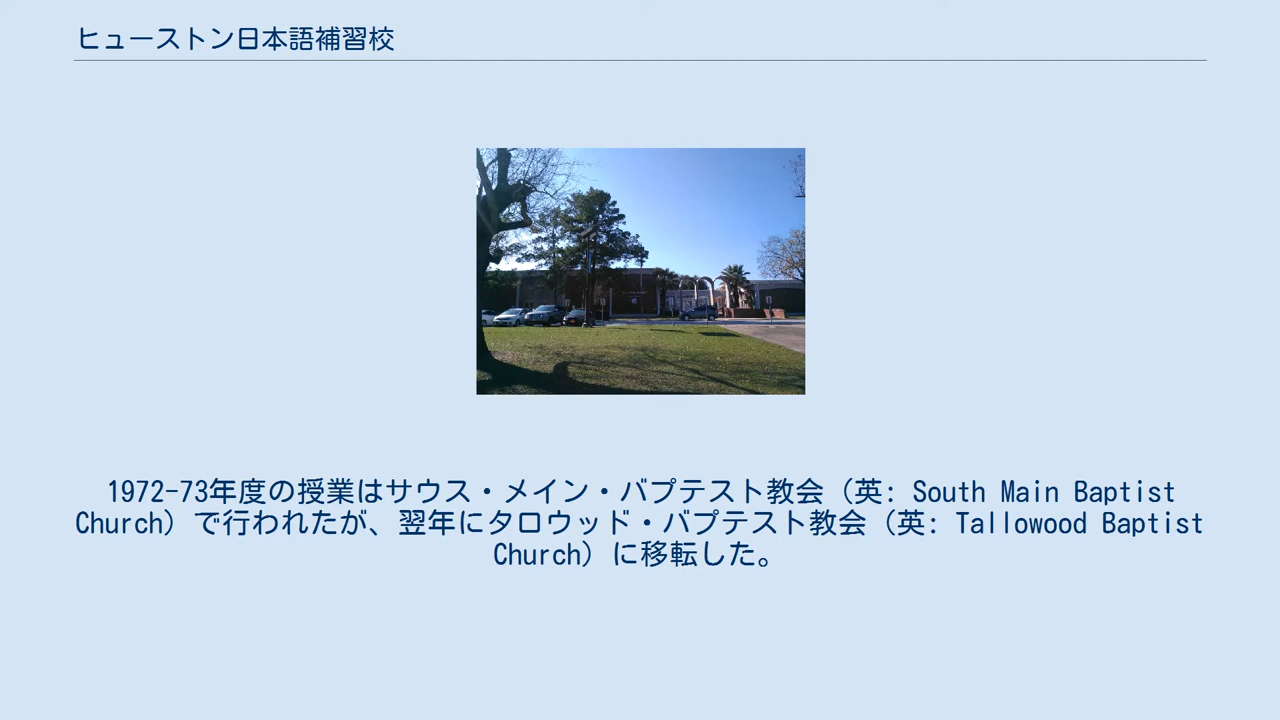 ヒューストン日本語補習校
1972-73年度の授業はサウス・メイン・バプテスト教会（英: South Main Baptist
Church）で行われたが、翌年にタロウッド・バプテスト教会（英: Tallowood Baptist
Church）に移転した。